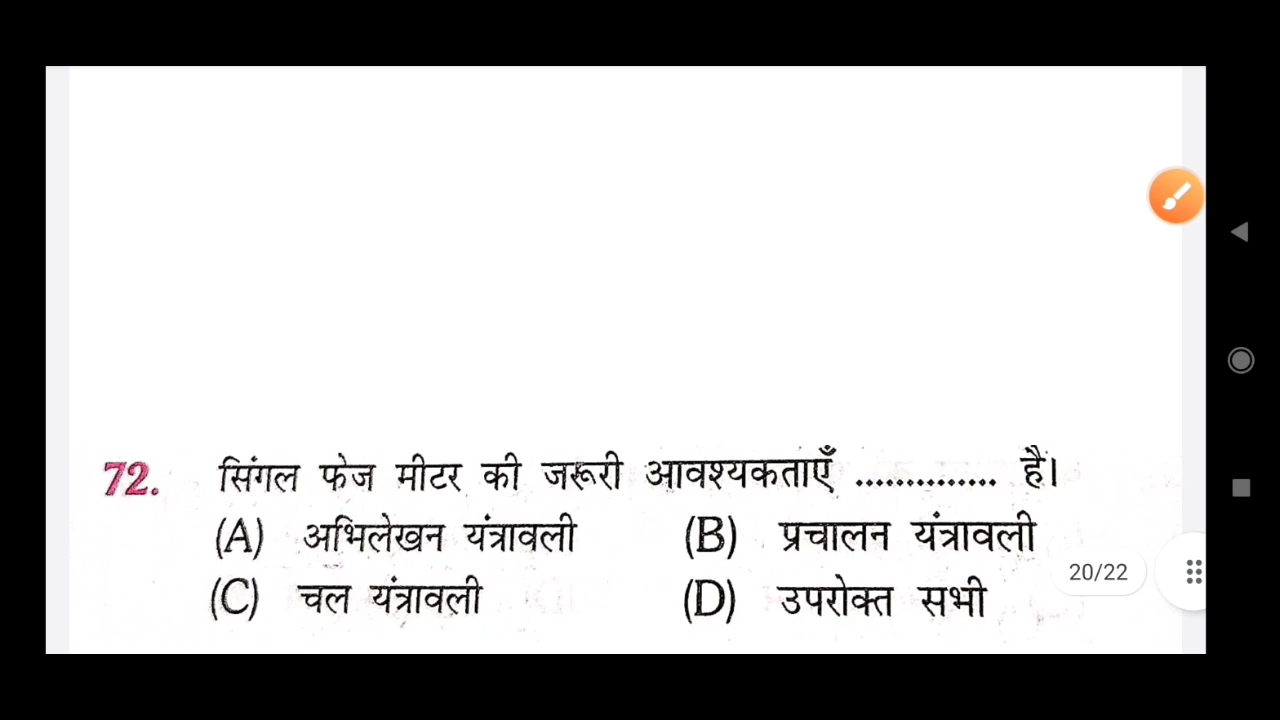 72. सिंगल फेज मीटर की जरूरी आवश्यकताएँ .............. है।
(A) अभिलेखन यंत्रावली (B) प्रचालन यंत्रावली
20/22
(C) चल यंत्रावली (D) उपरोक्त सभी